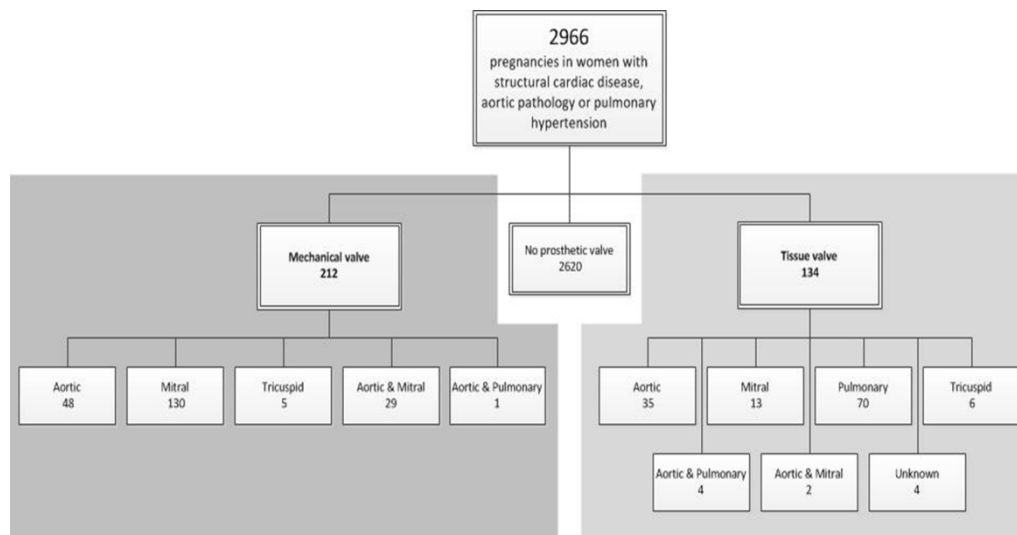 2966
pregnancies in women with
structural cardiac disease,
aortic pathology or pulmonary
hypertension
Mechanical valve
212
No prosthetic valve
2620
Tissue valve
134
Aortic
48
Mitral
130
Tricuspid
5
Aortic & Mitral
29
Aortic & Pulmonary
1
Aortic
35
Mitral
13
Pulmonary
70
Tricuspid
6
Aortic & Pulmonary
4
Aortic & Mitral
2
Unknown
4